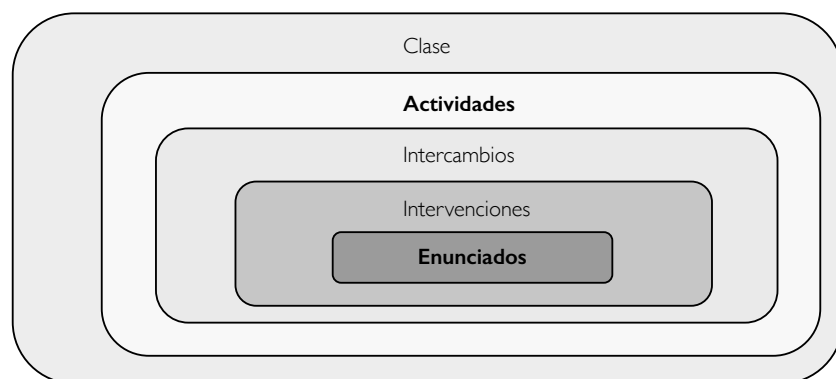 Clase
Actividades
Intercambios
Intervenciones
Enunciados